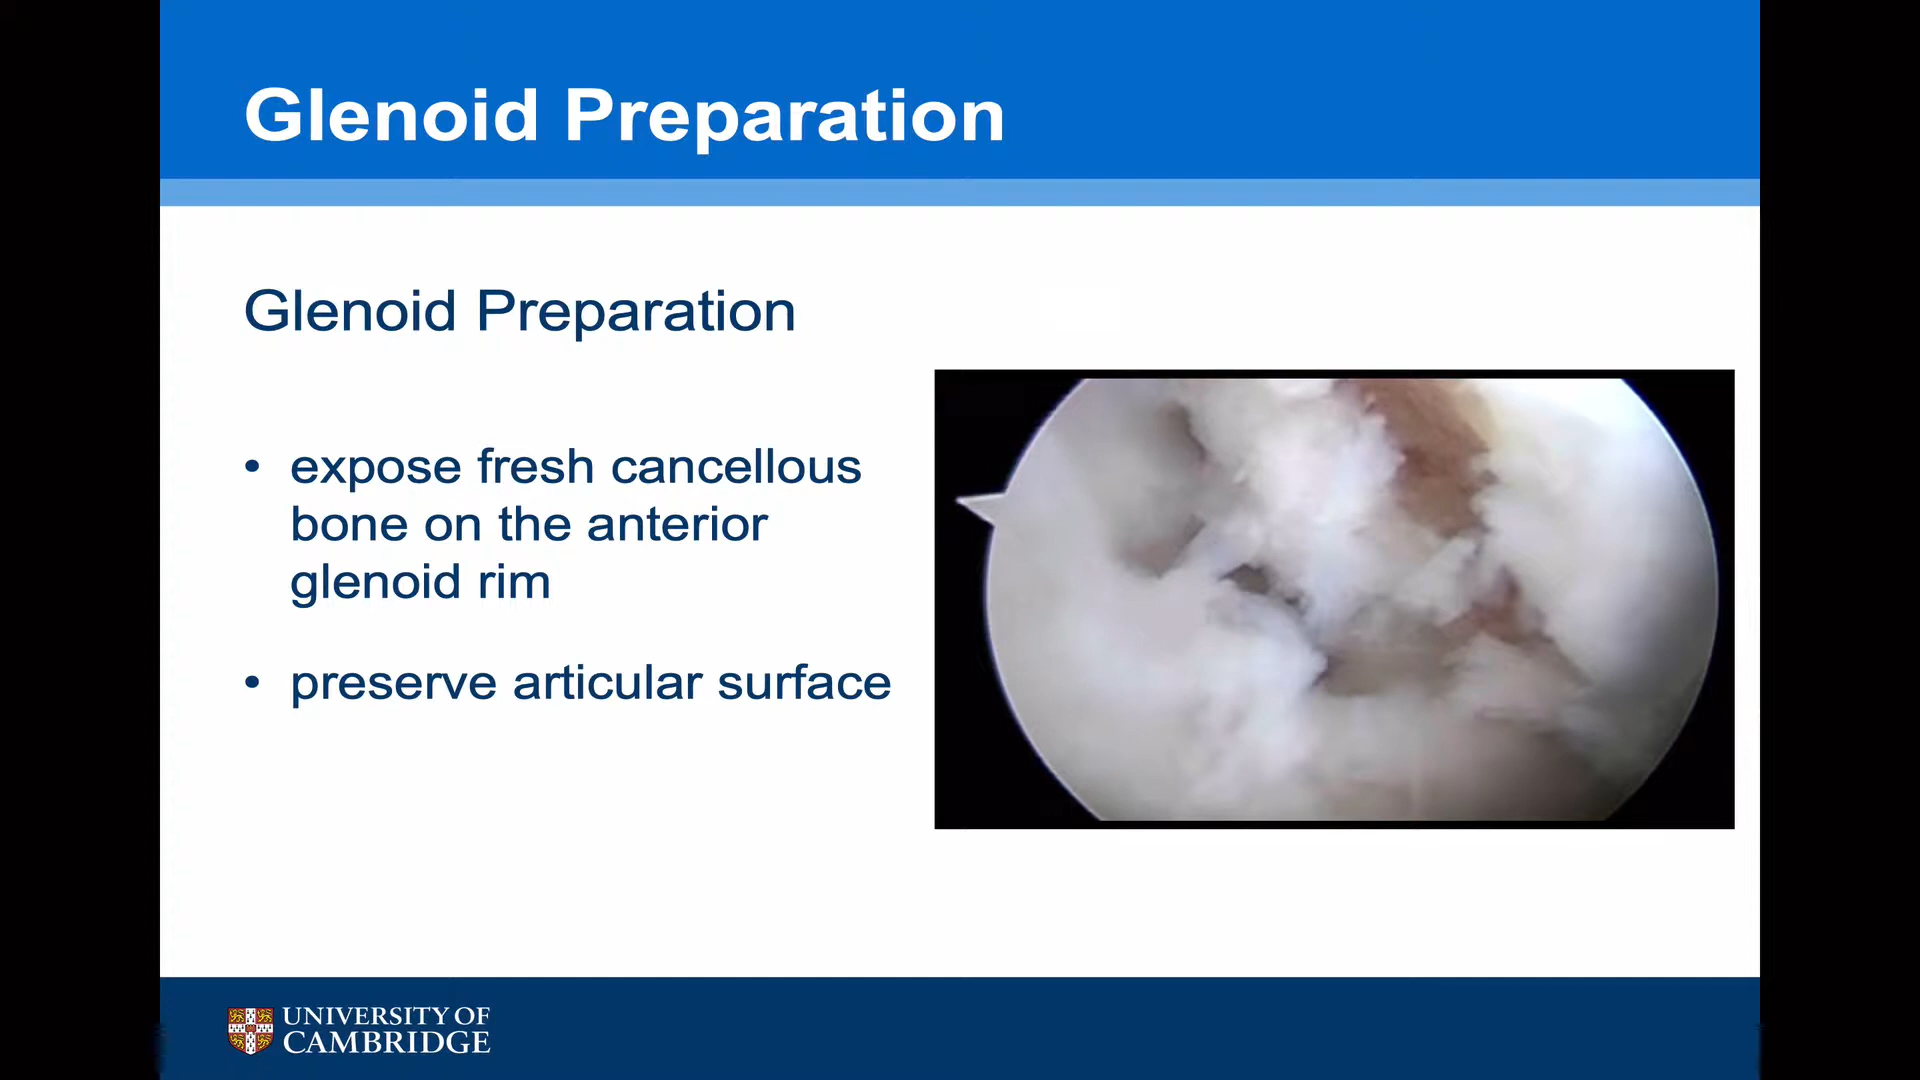 Glenoid Preparation
Glenoid Preparation
• expose fresh cancellous
bone on the anterior
glenoid rim
• preserve articular surface
UNIVERSITY OF
CAMBRIDGE